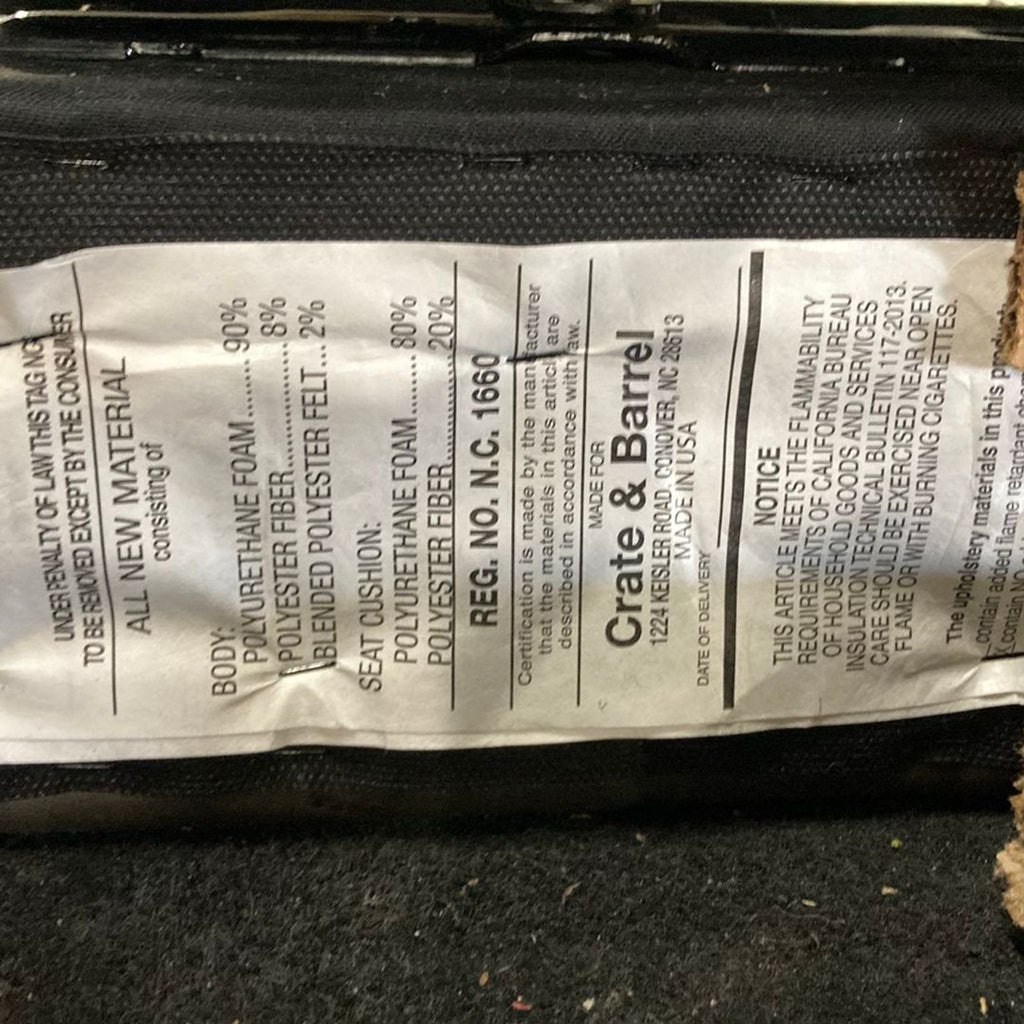 UNDER PENALTY OF LAW THIS TAG NOT
TO BE REMOVED EXCEPT BY THE CONSUMER
ALL NEW MATERIAL
consisting of
BODY:
POLYURETHANE FOAM....... 90%
POLYESTER FIBER............... 8%
BLENDED POLYESTER FELT... 2%
SEAT CUSHION:
POLYURETHANE FOAM....... 80%
POLYESTER FIBER............... 20%
REG. NO. N.C. 1660
Certification is made by the manufacturer
that the materials in this article are
described in accordance with law.
MADE FOR
Crate & Barrel
1224 KEISLER ROAD, CONOVER, NC 28613
MADE IN USA
DATE OF DELIVERY
NOTICE
THIS ARTICLE MEETS THE FLAMMABILITY
REQUIREMENTS OF CALIFORNIA BUREAU
OF HOUSEHOLD GOODS AND SERVICES
INSULATION TECHNICAL BULLETIN 117-2013.
CARE SHOULD BE EXERCISED NEAR OPEN
FLAME OR WITH BURNING CIGARETTES.
The upholstery materials in this product:
contain added flame retardant
contain NO